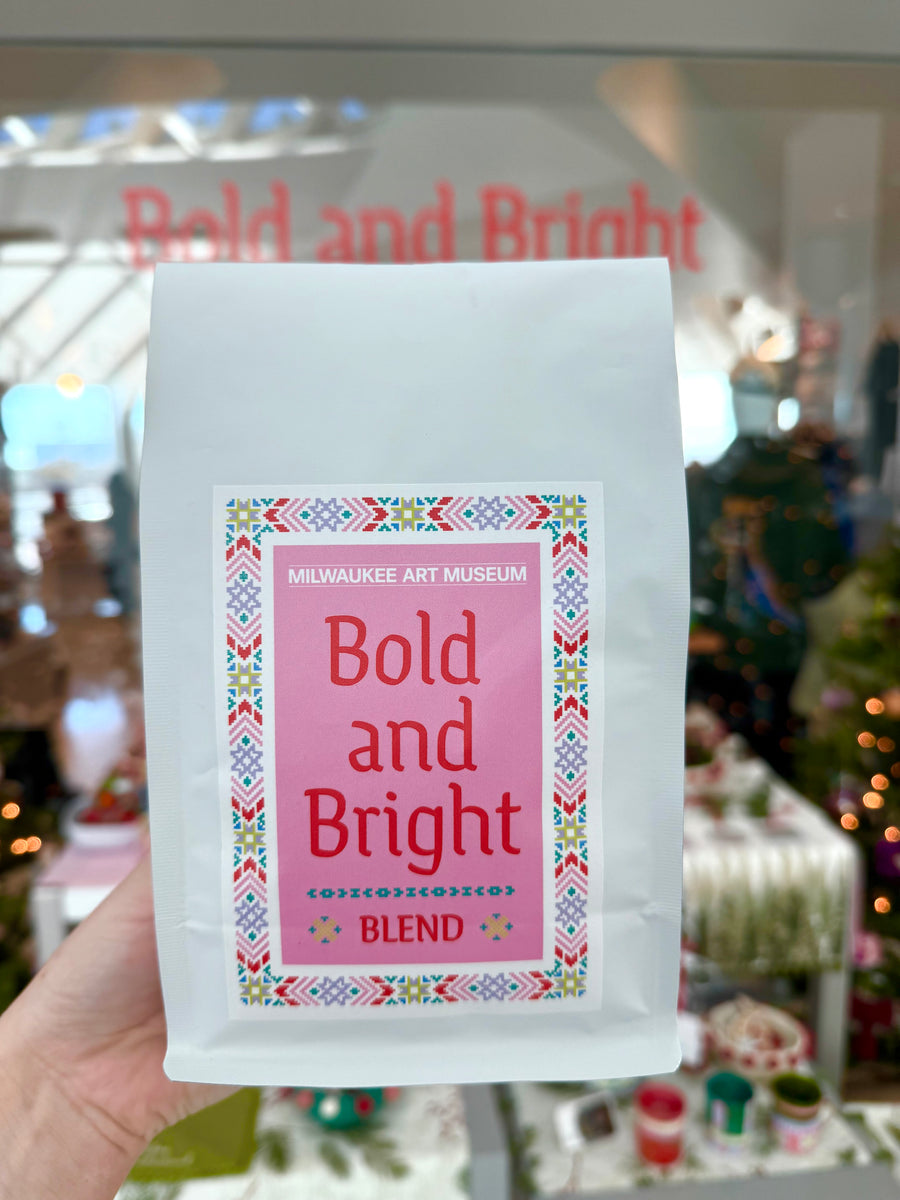 Bold and Bright
MILWAUKEE ART MUSEUM
Bold
and
Bright
BLEND